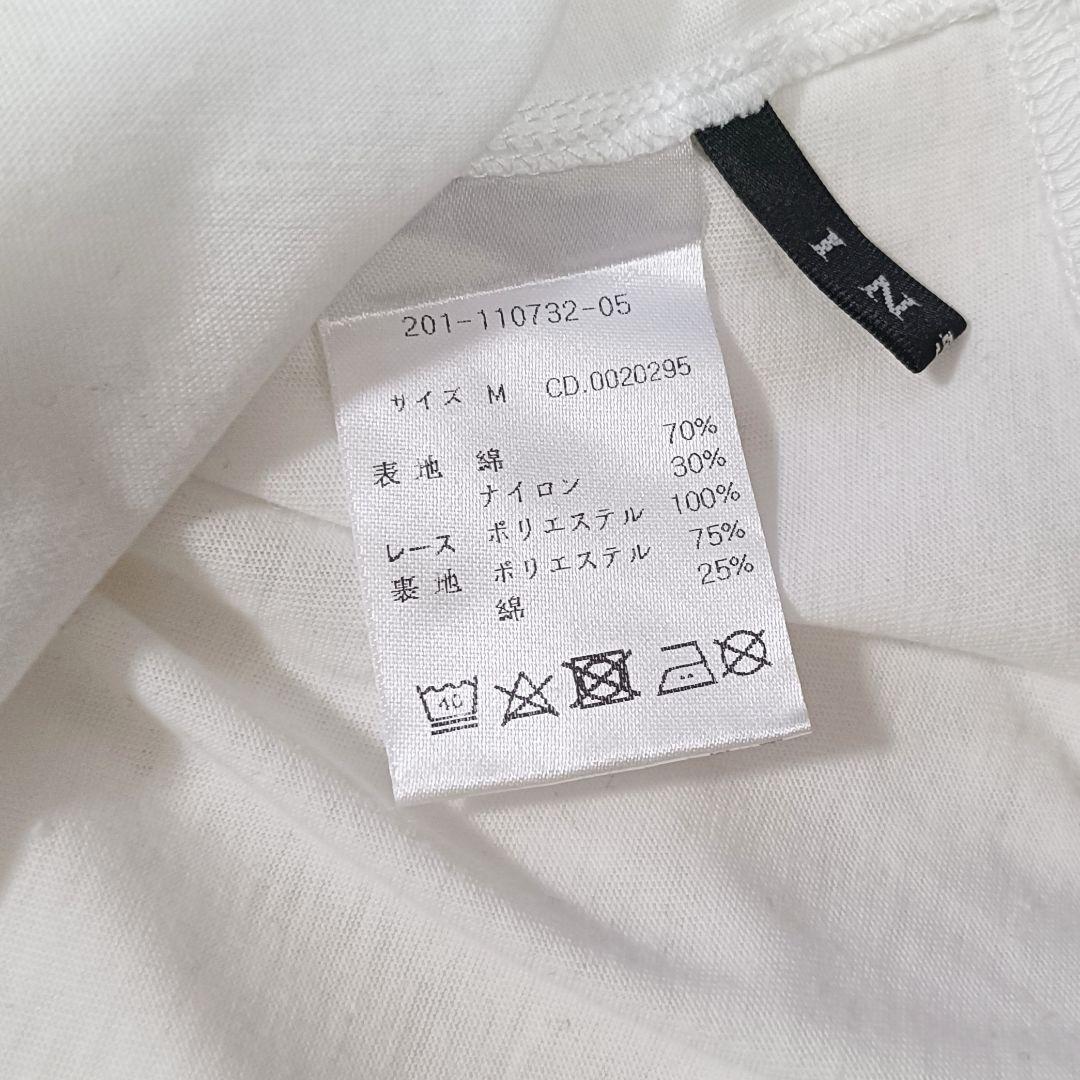 201-110732-05
サイズ M CD.0020295
表地 綿 70%
ナイロン 30%
レース ポリエステル 100%
裏地 ポリエステル 75%
綿 25%
I N